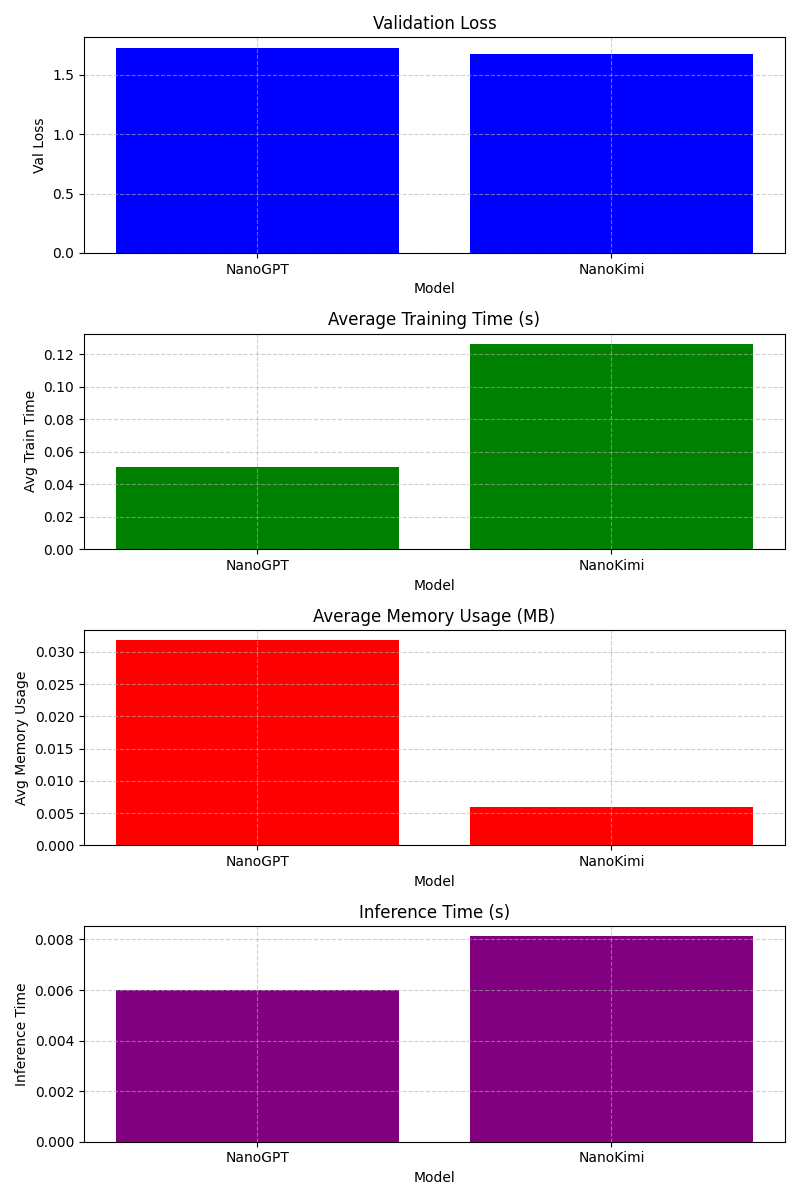 Validation Loss
1.5
1.0
0.5
0.0
Val Loss
NanoGPT NanoKimi
Model
Average Training Time (s)
0.12
0.10
0.08
0.06
0.04
0.02
0.00
Avg Train Time
NanoGPT NanoKimi
Model
Average Memory Usage (MB)
0.030
0.025
0.020
0.015
0.010
0.005
0.000
Avg Memory Usage
NanoGPT NanoKimi
Model
Inference Time (s)
0.008
0.006
0.004
0.002
0.000
Inference Time
NanoGPT NanoKimi
Model